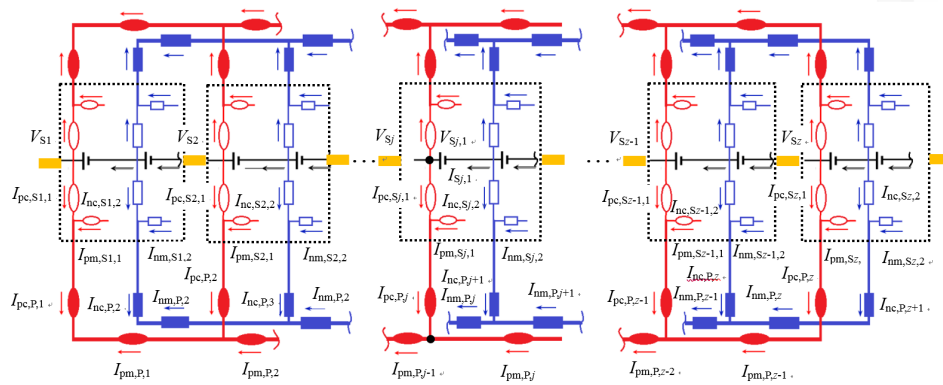 V_S1 V_S2 V_Sj V_Sj,1 V_Sz-1 V_Sz
I_Sj,1
I_pc,S1,1 I_nc,S1,2 I_pc,S2,1 I_nc,S2,2 I_pc,Sj,1 I_nc,Sj,2 I_pc,Sz-1,1 I_nc,Sz-1,2 I_pc,Sz,1 I_nc,Sz,2
I_pm,S1,1 I_nm,S1,2 I_pm,S2,1 I_nm,S2,2 I_pm,Sj,1 I_nm,Sj,2 I_pm,Sz-1,1 I_nm,Sz-1,2 I_pm,Sz, I_nm,Sz,2
I_pc,P,2 I_nc,P,j+1 I_nc,P,z I_pc,P,z
I_pc,P,1 I_nc,P,2 I_nm,P,2 I_nc,P,3 I_nm,P,2 I_pc,P,j I_nm,P,j I_nm,P,j+1 I_pc,P,z-1 I_nm,P,z-1 I_nm,P,z I_nc,P,z+1
I_pm,P,1 I_pm,P,2 I_pm,P,j-1 I_pm,P,j I_pm,P,z-2 I_pm,P,z-1